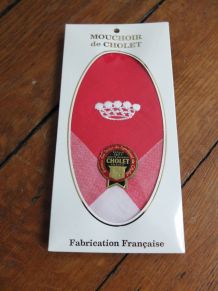 MOUCHOIR
de CHOLET
CHOLET
Fabrication Française